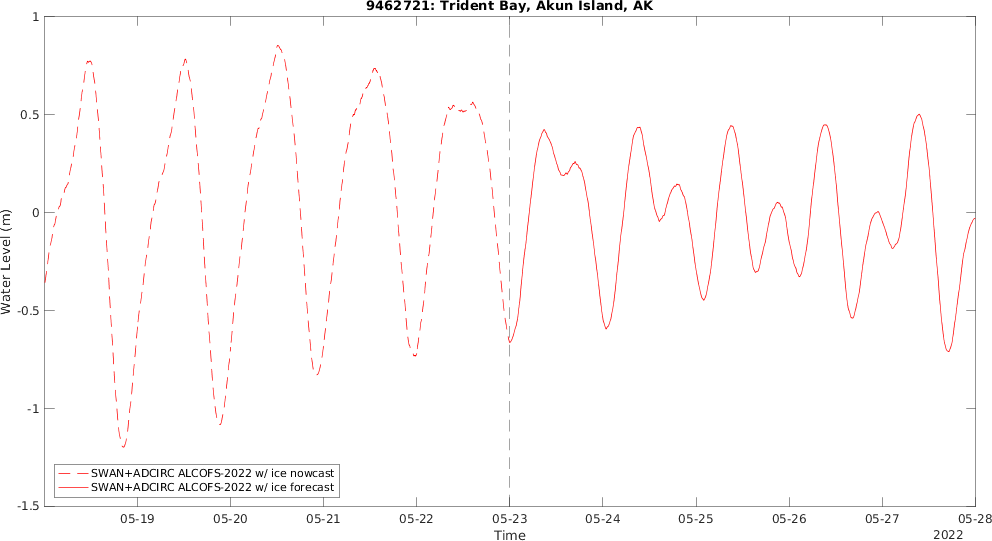 9462721: Trident Bay, Akun Island, AK
Water Level (m)
1
0.5
0
-0.5
-1
-1.5
SWAN+ADCIRC ALCOFS-2022 w/ ice nowcast
SWAN+ADCIRC ALCOFS-2022 w/ ice forecast
05-19 05-20 05-21 05-22 05-23 05-24 05-25 05-26 05-27 05-28
Time
2022